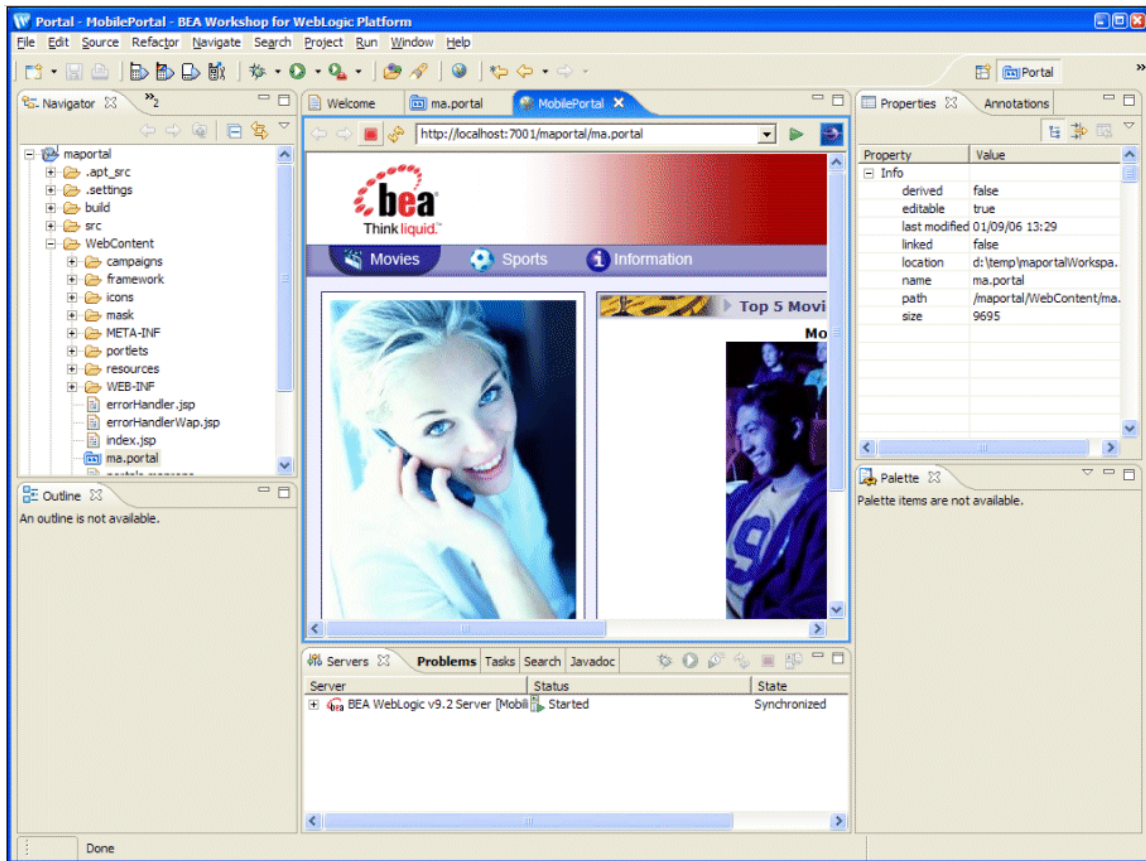 Portal - MobilePortal - BEA Workshop for WebLogic Platform
File Edit Source Refactor Navigate Search Project Run Window Help
Portal
Navigator
2
maportal
.apt_src
.settings
build
src
WebContent
campaigns
framework
icons
mask
META-INF
portlets
resources
WEB-INF
errorHandler.jsp
errorHandlerWap.jsp
index.jsp
ma.portal
Outline
An outline is not available.
Welcome ma.portal MobilePortal
http://localhost:7001/maportal/ma.portal
bea
Think liquid.™
Movies Sports Information
Top 5 Movi
Mo
9
Servers Problems Tasks Search Javadoc
Server Status State
BEA WebLogic v9.2 Server [Mobil Started Synchronized
Properties Annotations
Property Value
Info
derived false
editable true
last modified 01/09/06 13:29
linked false
location d:\temp\maportalWorkspa.
name ma.portal
path /maportal/WebContent/ma.
size 9695
Palette
Palette items are not available.
Done